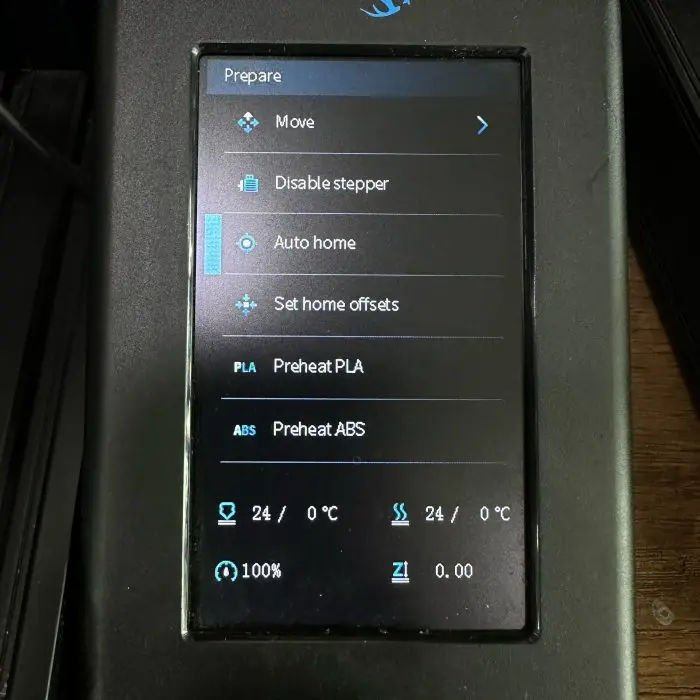 Prepare
Move
Disable stepper
Auto home
Set home offsets
PLA Preheat PLA
ABS Preheat ABS
24 / 0 °C 24 / 0 °C
100% Z 0.00